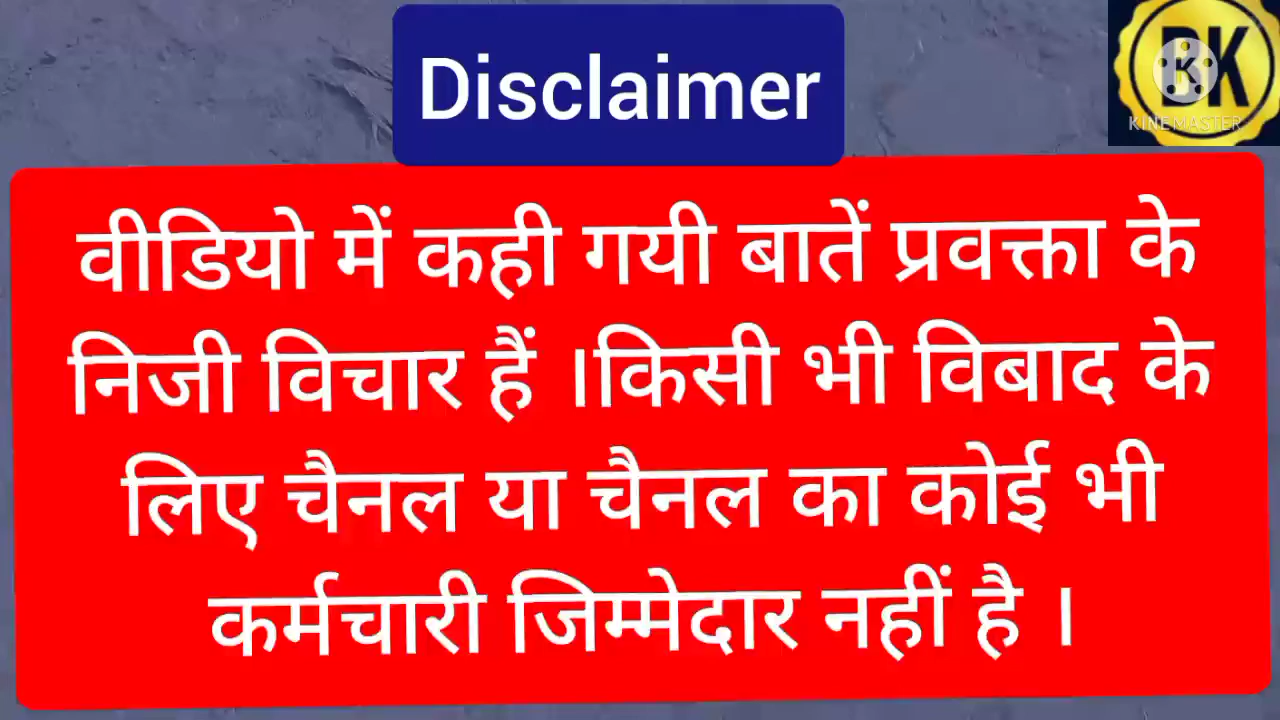 Disclaimer
BK
K
KINEMASTER
वीडियो में कही गयी बातें प्रवक्ता के
निजी विचार हैं ।किसी भी विबाद के
लिए चैनल या चैनल का कोई भी
कर्मचारी जिम्मेदार नहीं है ।